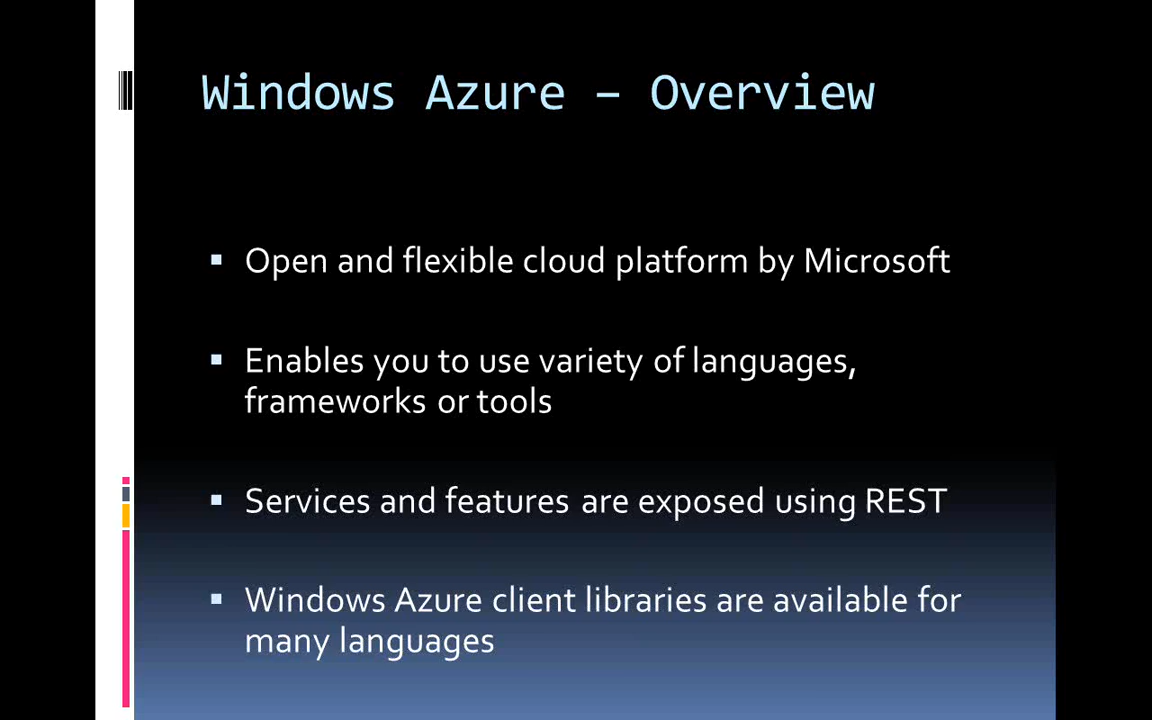 Windows Azure – Overview
▪ Open and flexible cloud platform by Microsoft
▪ Enables you to use variety of languages,
frameworks or tools
▪ Services and features are exposed using REST
▪ Windows Azure client libraries are available for
many languages